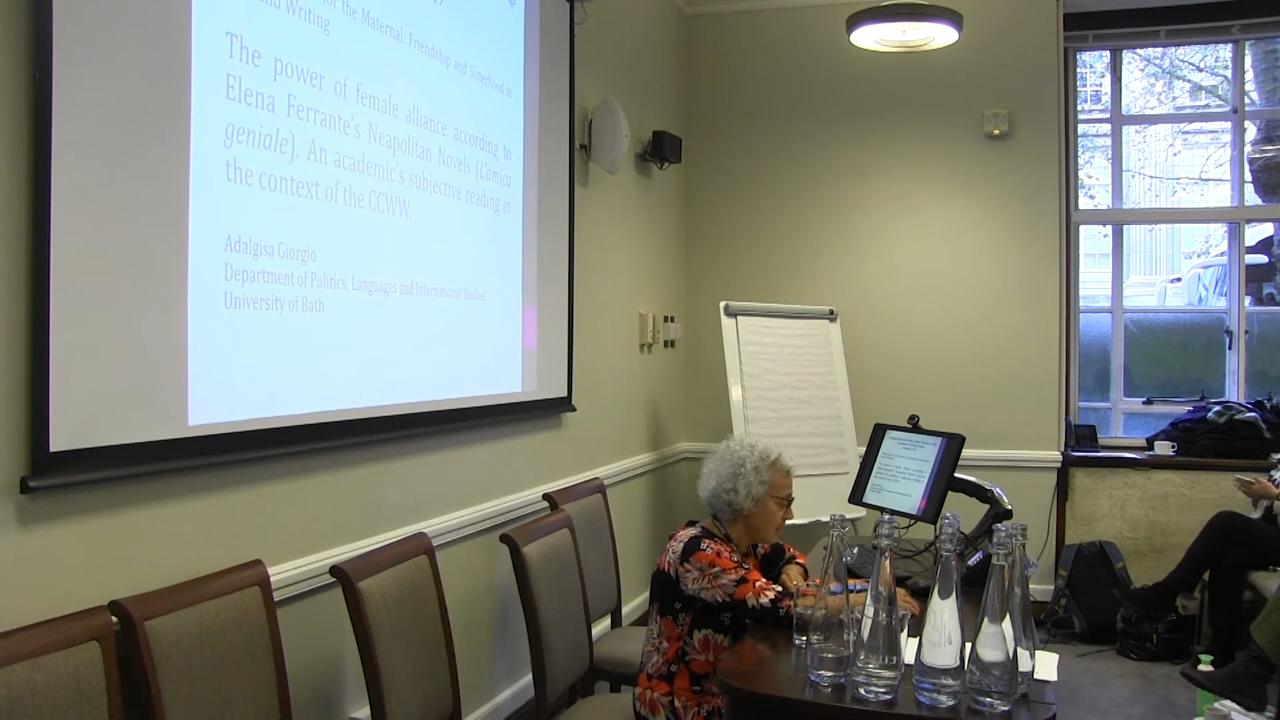 for the Maternal: Friendship and Sisterhood in
and Writing
The power of female alliance according to
Elena Ferrante's Neapolitan Novels (L'amica
geniale). An academic's subjective reading in
the context of the CCWW.
Adalgisa Giorgio
Department of Politics, Languages and International Studies
University of Bath